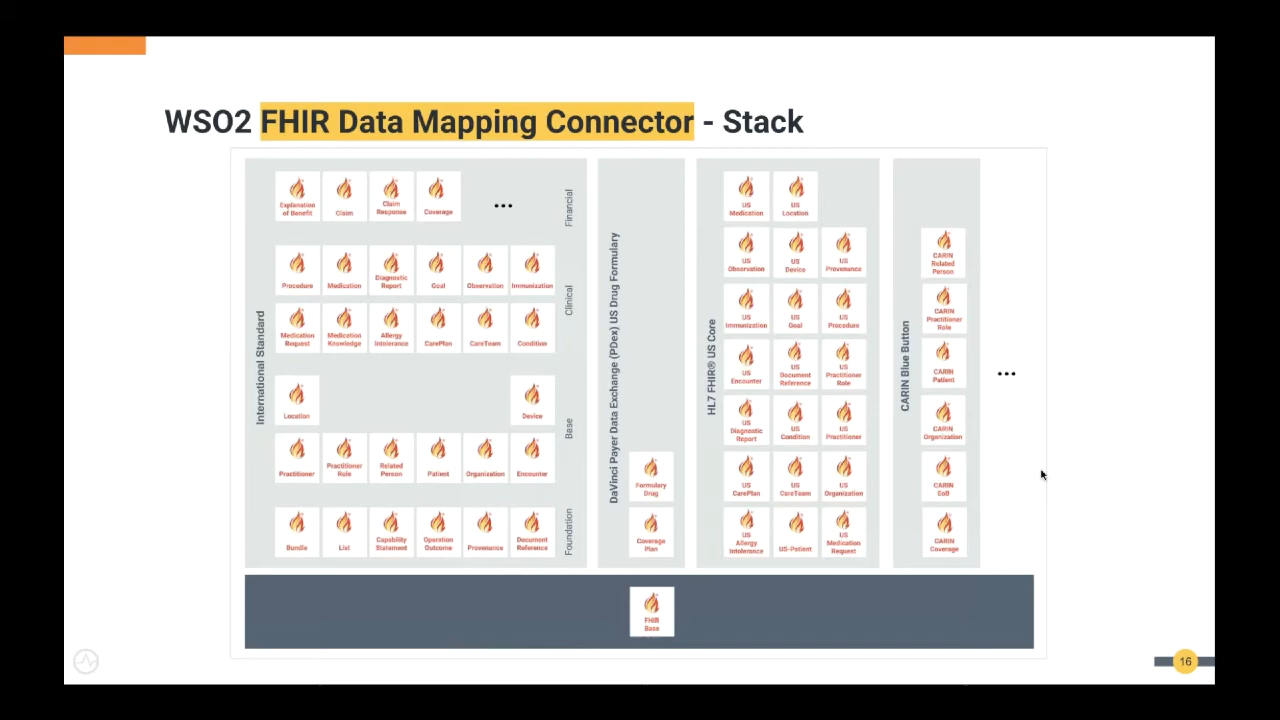 WSO2 FHIR Data Mapping Connector - Stack
International Standard
Explanation
of Benefit
Claim
Claim
Response
Coverage
...
Financial
Procedure
Medication
Diagnostic
Report
Goal
Observation
Immunization
Medication
Request
Medication
Knowledge
Allergy
Intolerance
CarePlan
CareTeam
Condition
Clinical
Location
Device
Practitioner
Practitioner
Role
Related
Person
Patient
Organization
Encounter
Base
Bundle
List
Capability
Statement
Operation
Outcome
Provenance
Document
Reference
Foundation
DaVinci Payer Data Exchange (PDex) US Drug Formulary
Formulary
Drug
Coverage
Plan
HL7 FHIR® US Core
US
Medication
US
Location
US
Observation
US
Device
US
Provenance
US
Immunization
US
Goal
US
Procedure
US
Encounter
US
Document
Reference
US
Practitioner
Role
US
Diagnostic
Report
US
Condition
US
Practitioner
US
CarePlan
US
CareTeam
US
Organization
US
Allergy
Intolerance
US-Patient
US
Medication
Request
CARIN Blue Button
CARIN
Related
Person
CARIN
Practitioner
Role
CARIN
Patient
CARIN
Organization
CARIN
EoB
CARIN
Coverage
...
FHIR
Base
16